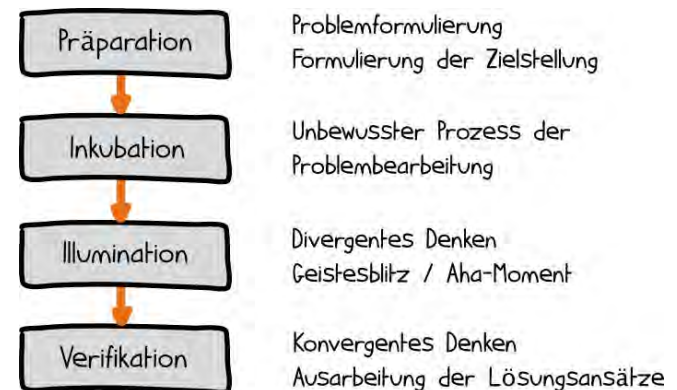 Präparation
Problemformulierung
Formulierung der Zielstellung
Inkubation
Unbewusster Prozess der
Problembearbeitung
Illumination
Divergentes Denken
Geistesblitz / Aha-Moment
Verifikation
Konvergentes Denken
Ausarbeitung der Lösungsansätze